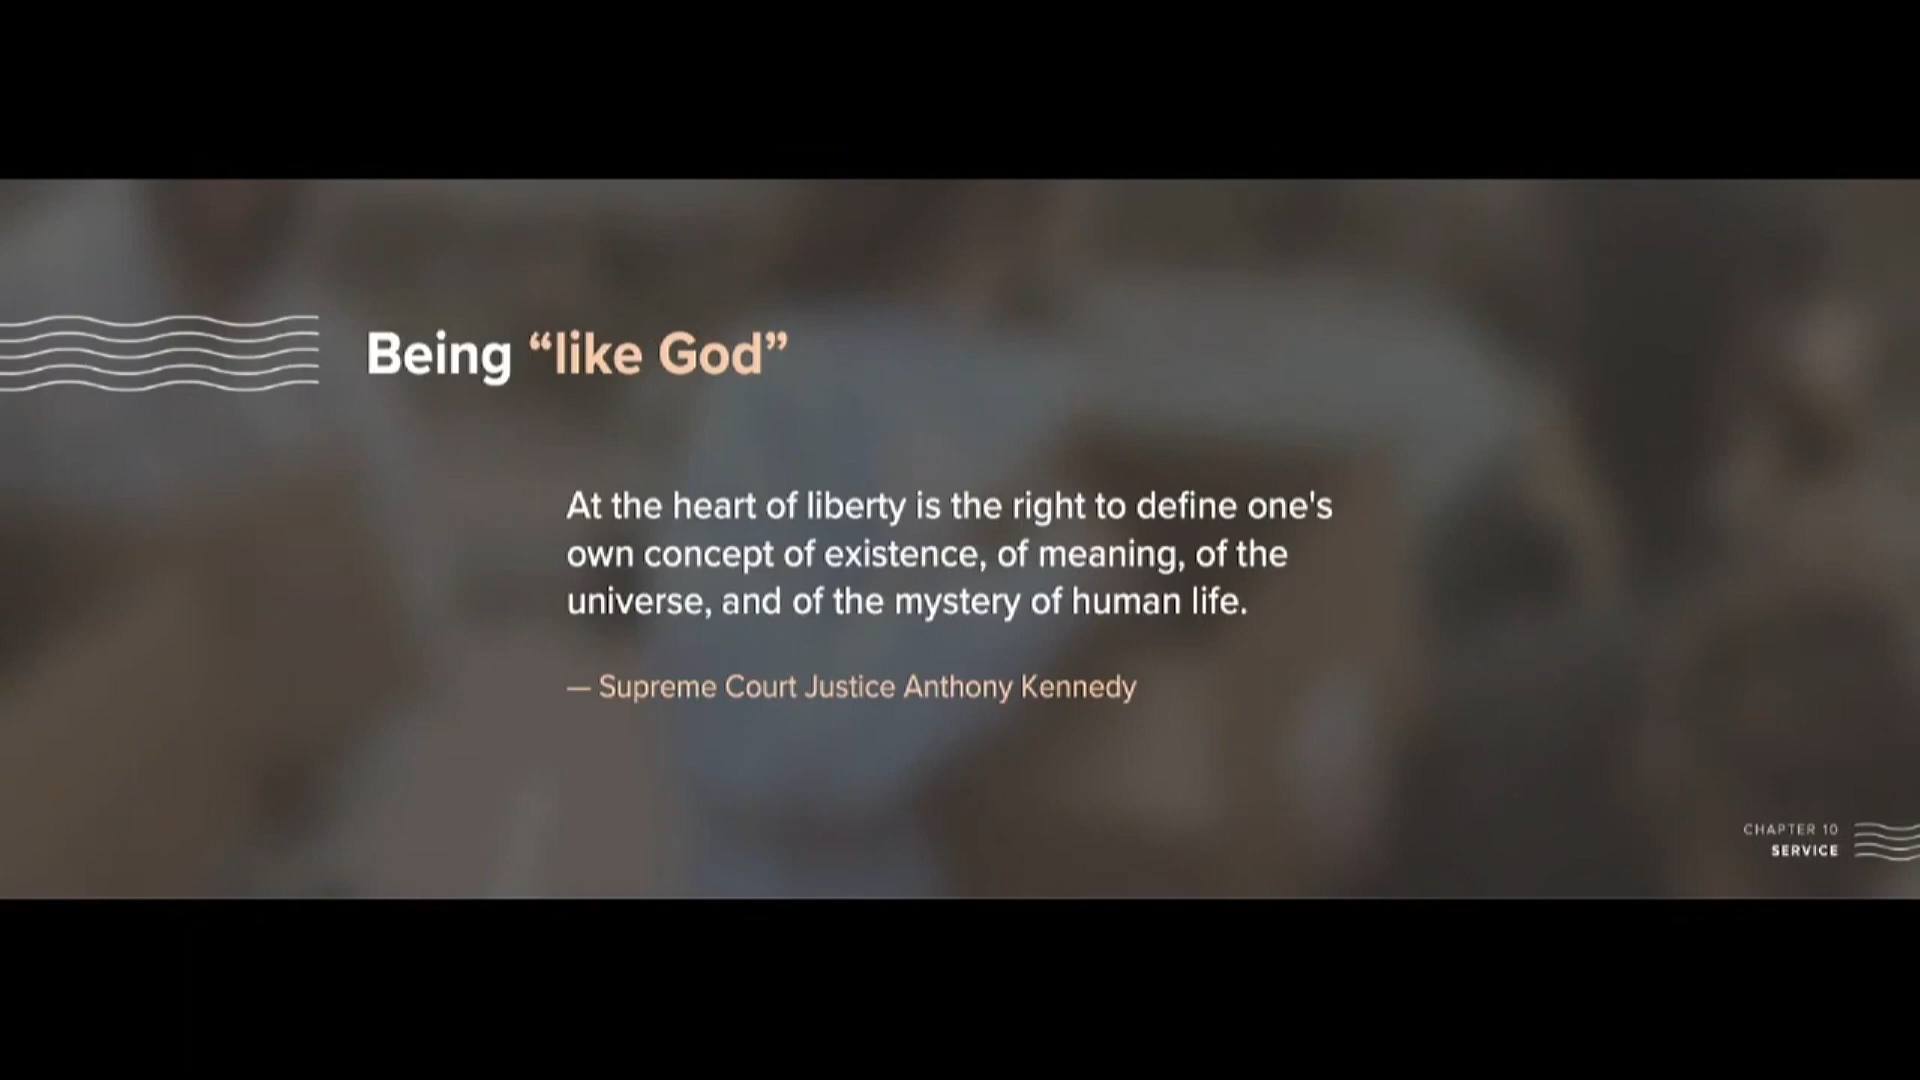 Being “like God”
At the heart of liberty is the right to define one's
own concept of existence, of meaning, of the
universe, and of the mystery of human life.
— Supreme Court Justice Anthony Kennedy
CHAPTER 10
SERVICE